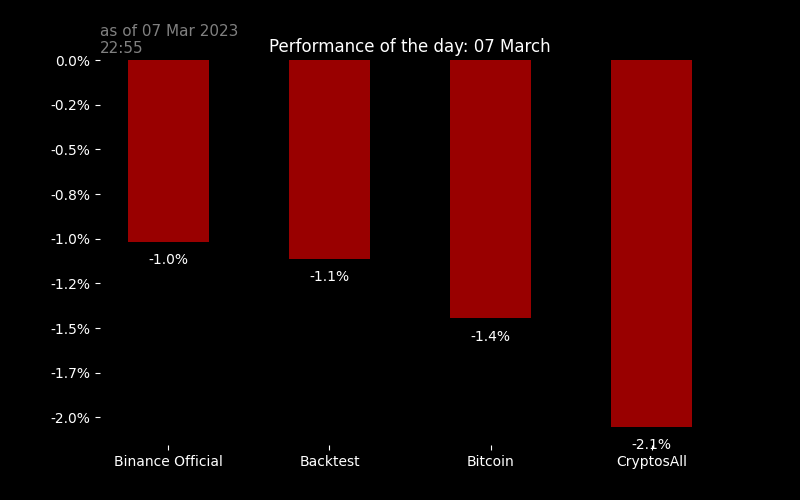 as of 07 Mar 2023
22:55
Performance of the day: 07 March
0.0%
-0.2%
-0.5%
-0.8%
-1.0%
-1.2%
-1.5%
-1.7%
-2.0%
-1.0%
-1.1%
-1.4%
-2.1%
Binance Official
Backtest
Bitcoin
CryptosAll